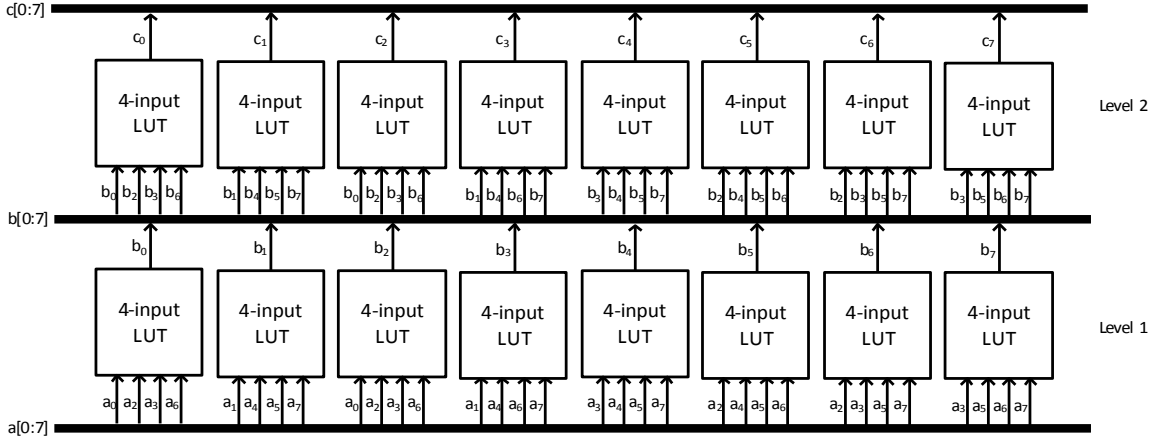 c[0:7]
c₀ c₁ c₂ c₃ c₄ c₅ c₆ c₇
4-input LUT 4-input LUT 4-input LUT 4-input LUT 4-input LUT 4-input LUT 4-input LUT 4-input LUT
Level 2
b₀ b₂ b₃ b₆ b₁ b₄ b₅ b₇ b₀ b₂ b₃ b₆ b₁ b₄ b₆ b₇ b₃ b₄ b₅ b₇ b₂ b₄ b₅ b₆ b₂ b₃ b₅ b₇ b₃ b₅ b₆ b₇
b[0:7]
b₀ b₁ b₂ b₃ b₄ b₅ b₆ b₇
4-input LUT 4-input LUT 4-input LUT 4-input LUT 4-input LUT 4-input LUT 4-input LUT 4-input LUT
Level 1
a₀ a₂ a₃ a₆ a₁ a₄ a₅ a₇ a₀ a₂ a₃ a₆ a₁ a₄ a₆ a₇ a₃ a₄ a₅ a₇ a₂ a₄ a₅ a₆ a₂ a₃ a₅ a₇ a₃ a₅ a₆ a₇
a[0:7]